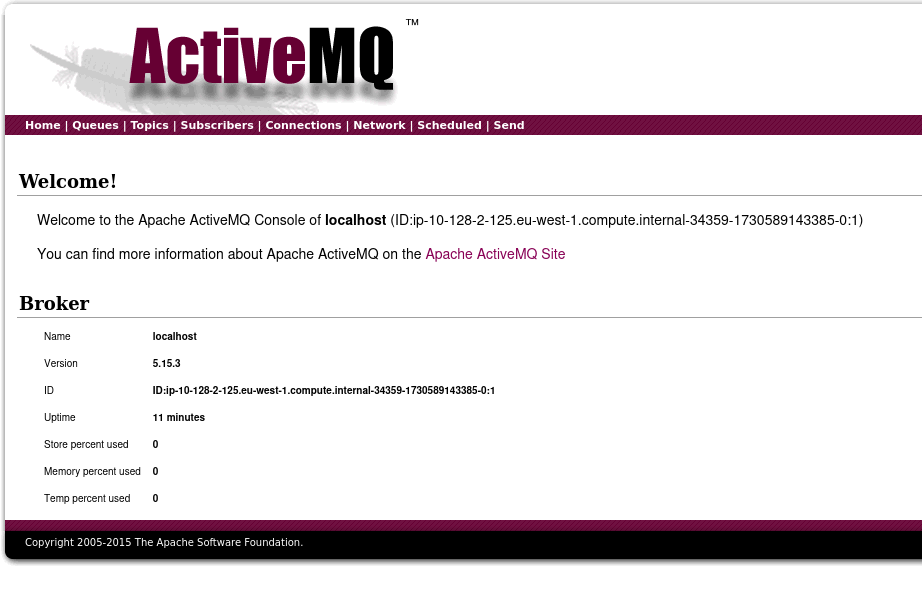 ActiveMQ ™
Home | Queues | Topics | Subscribers | Connections | Network | Scheduled | Send
Welcome!
Welcome to the Apache ActiveMQ Console of localhost (ID:ip-10-128-2-125.eu-west-1.compute.internal-34359-1730589143385-0:1)
You can find more information about Apache ActiveMQ on the Apache ActiveMQ Site
Broker
Name localhost
Version 5.15.3
ID ID:ip-10-128-2-125.eu-west-1.compute.internal-34359-1730589143385-0:1
Uptime 11 minutes
Store percent used 0
Memory percent used 0
Temp percent used 0
Copyright 2005-2015 The Apache Software Foundation.